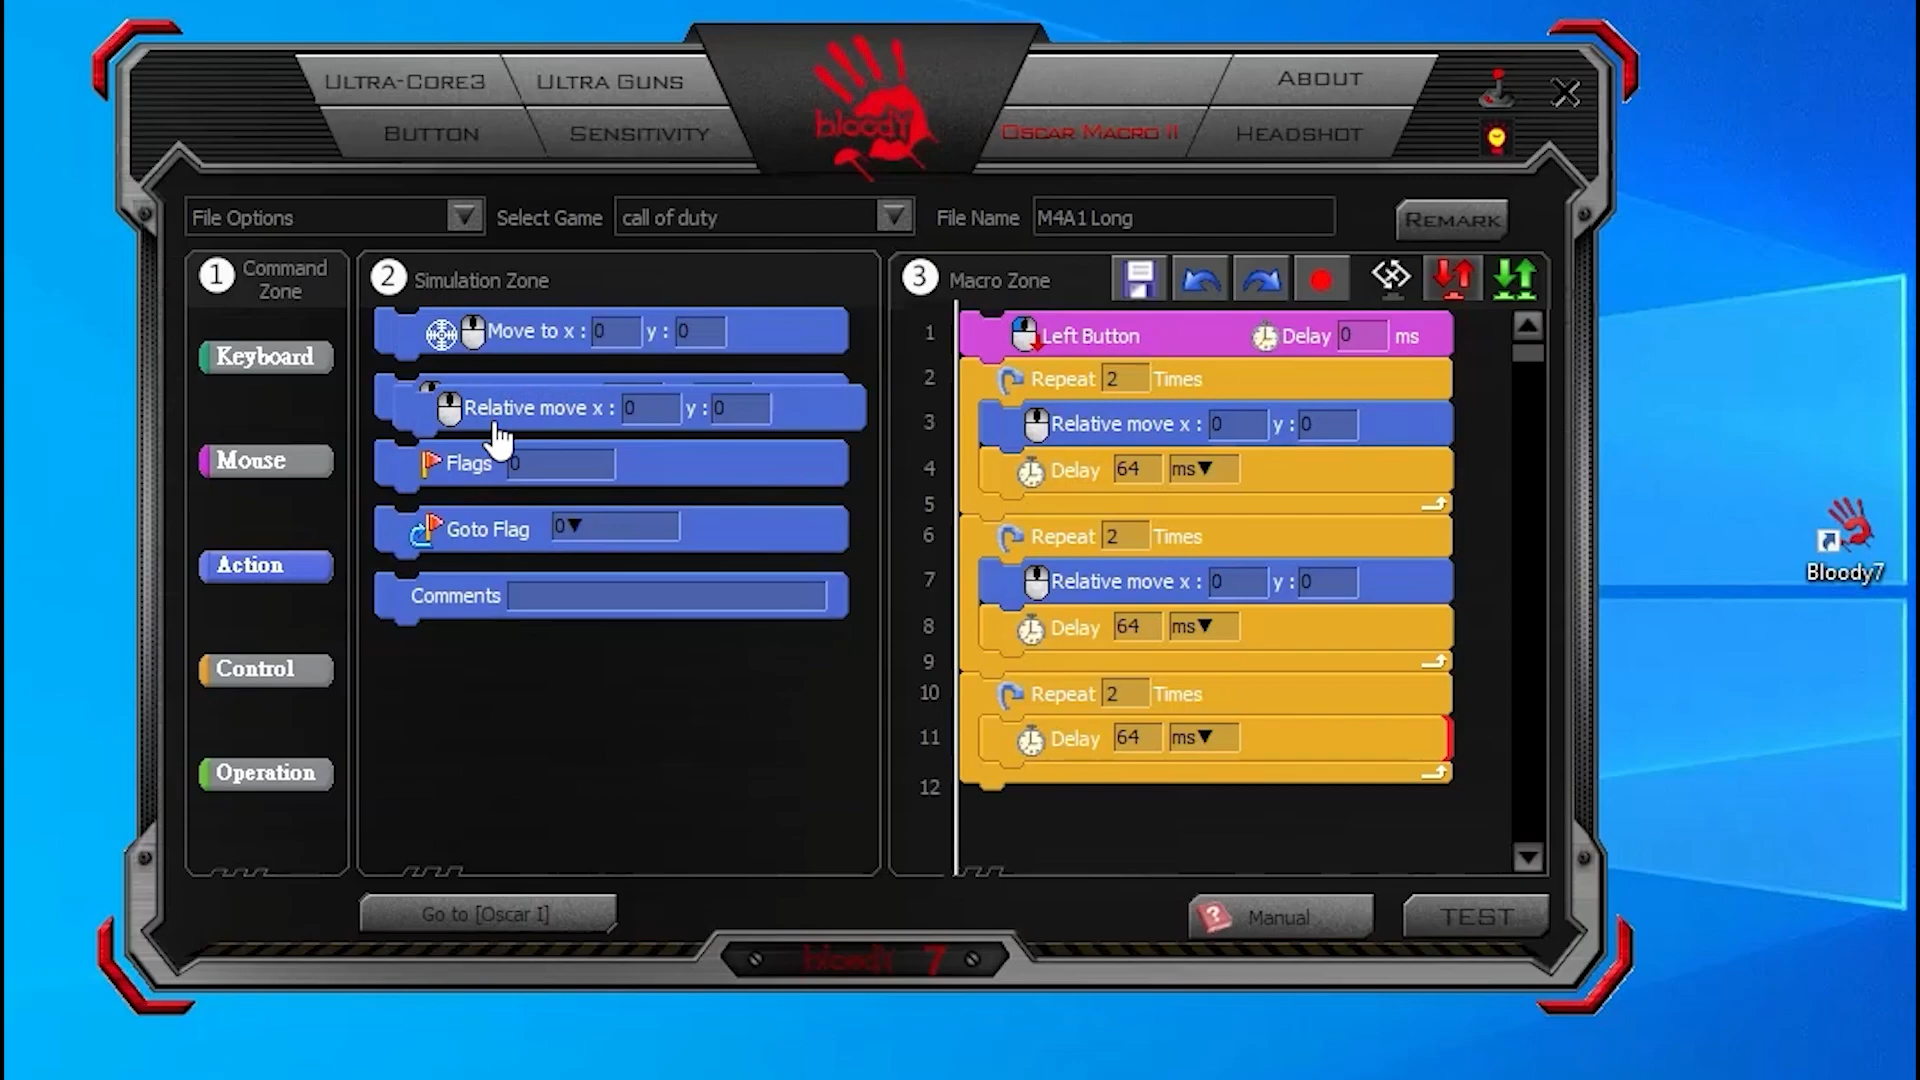 ULTRA-CORE3
ULTRA GUNS
ABOUT
BUTTON
SENSITIVITY
bloody
OSCAR MACRO II
HEADSHOT
File Options
Select Game
call of duty
File Name
M4A1 Long
REMARK
1
Command
Zone
2
Simulation Zone
3
Macro Zone
Keyboard
Mouse
Action
Control
Operation
Move to x : 0 y : 0
Relative move x : 0 y : 0
Flags 0
Goto Flag 0▼
Comments
1 Left Button Delay 0 ms
2 Repeat 2 Times
3 Relative move x : 0 y : 0
4 Delay 64 ms▼
5
6 Repeat 2 Times
7 Relative move x : 0 y : 0
8 Delay 64 ms▼
9
10 Repeat 2 Times
11 Delay 64 ms▼
12
Go to [Oscar I]
Manual
TEST
bloody 7
Bloody7